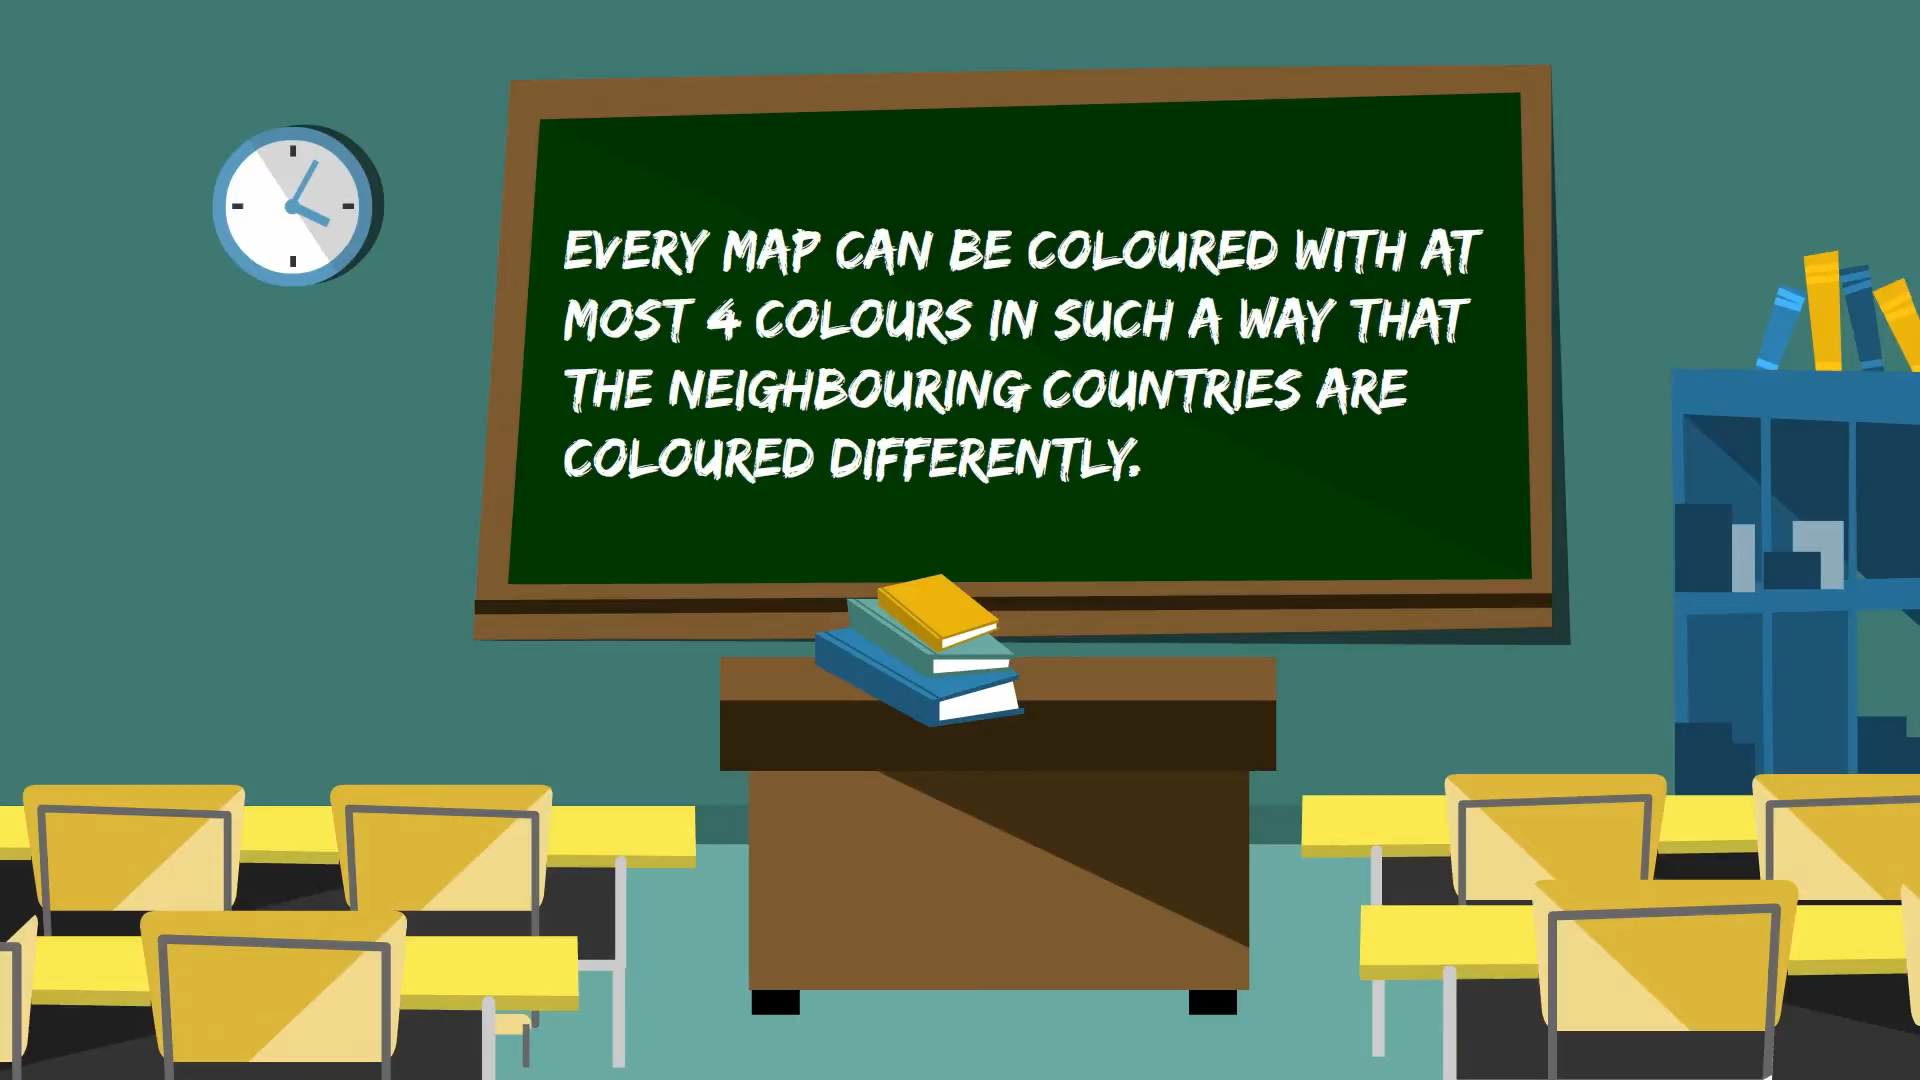 EVERY MAP CAN BE COLOURED WITH AT
MOST 4 COLOURS IN SUCH A WAY THAT
THE NEIGHBOURING COUNTRIES ARE
COLOURED DIFFERENTLY.